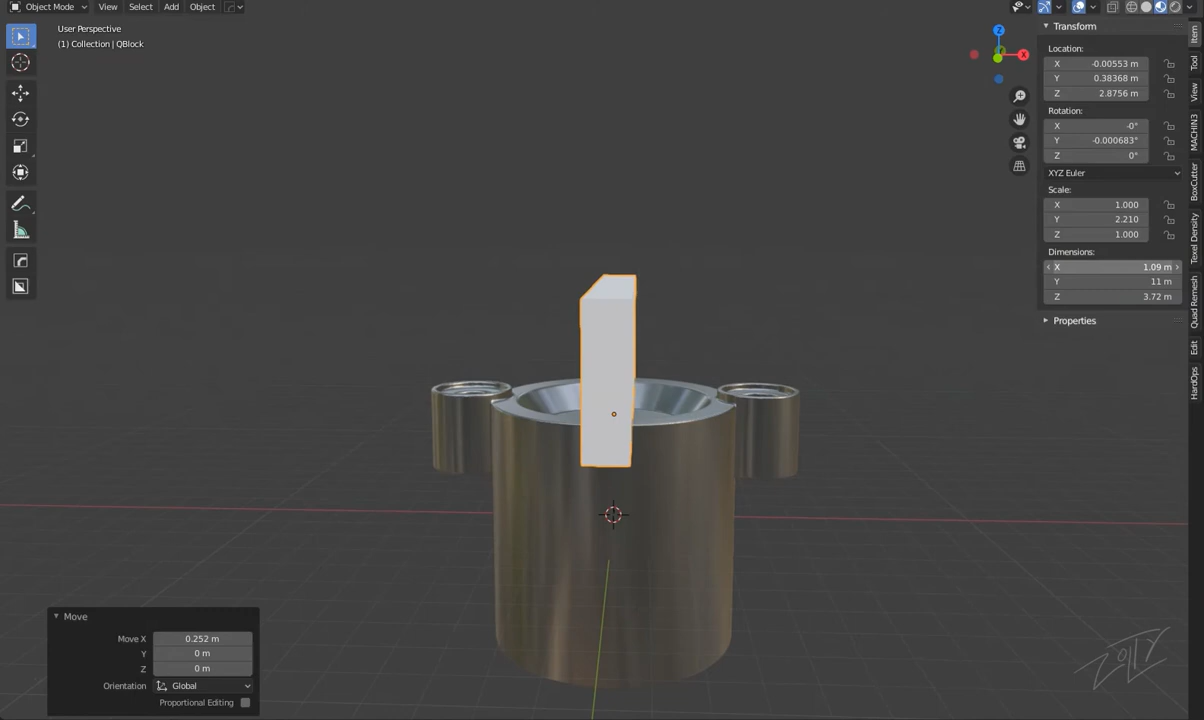 Object Mode View Select Add Object
User Perspective
(1) Collection | QBlock
Z
X
Transform
Location:
X -0.00553 m
Y 0.38368 m
Z 2.8756 m
Rotation:
X -0°
Y -0.000683°
Z 0°
XYZ Euler
Scale:
X 1.000
Y 2.210
Z 1.000
Dimensions:
X 1.09 m
Y 11 m
Z 3.72 m
Properties
Item
Tool
View
MACHIN3
BoxCutter
Texel Density
Quad Remesh
Edit
HardOps
Move
Move X 0.252 m
Y 0 m
Z 0 m
Orientation Global
Proportional Editing